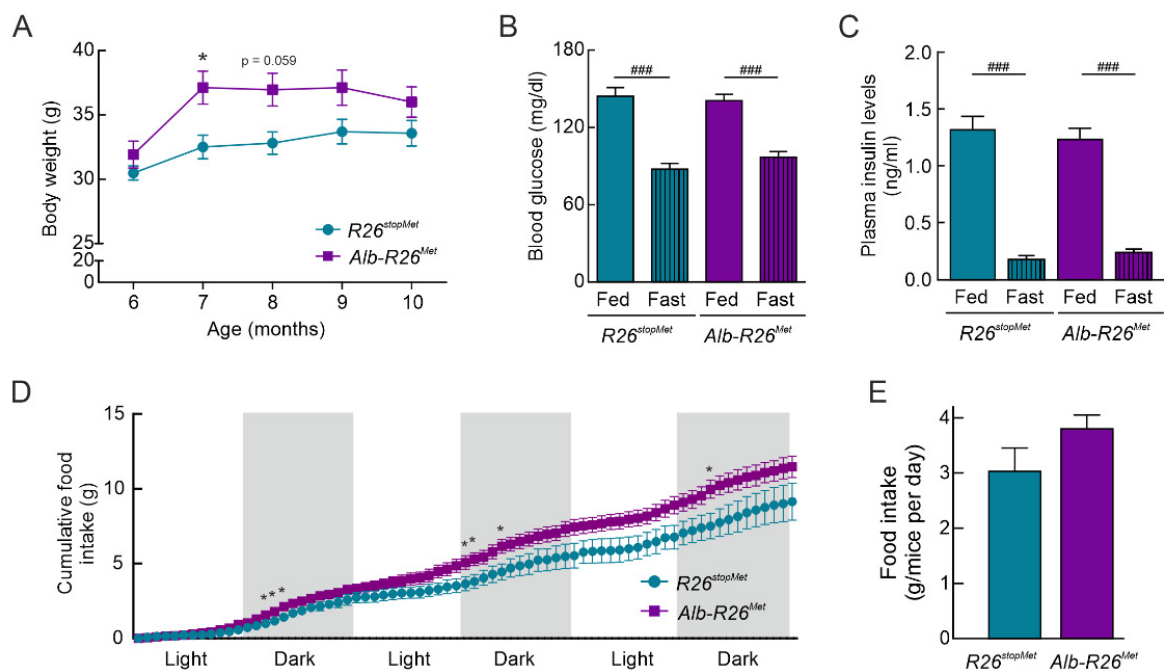 A
Body weight (g)
40
35
30
25
20
0
*
p = 0.059
R26stopMet
Alb-R26Met
6 7 8 9 10
Age (months)
B
Blood glucose (mg/dl)
180
120
60
0
### ###
Fed Fast Fed Fast
R26stopMet Alb-R26Met
C
Plasma insulin levels
(ng/ml)
2.0
1.5
1.0
0.5
0.0
### ###
Fed Fast Fed Fast
R26stopMet Alb-R26Met
D
Cumulative food
intake (g)
15
10
5
0
***
** *
*
R26stopMet
Alb-R26Met
Light Dark Light Dark Light Dark
E
Food intake
(g/mice per day)
4
3
2
1
0
R26stopMet Alb-R26Met